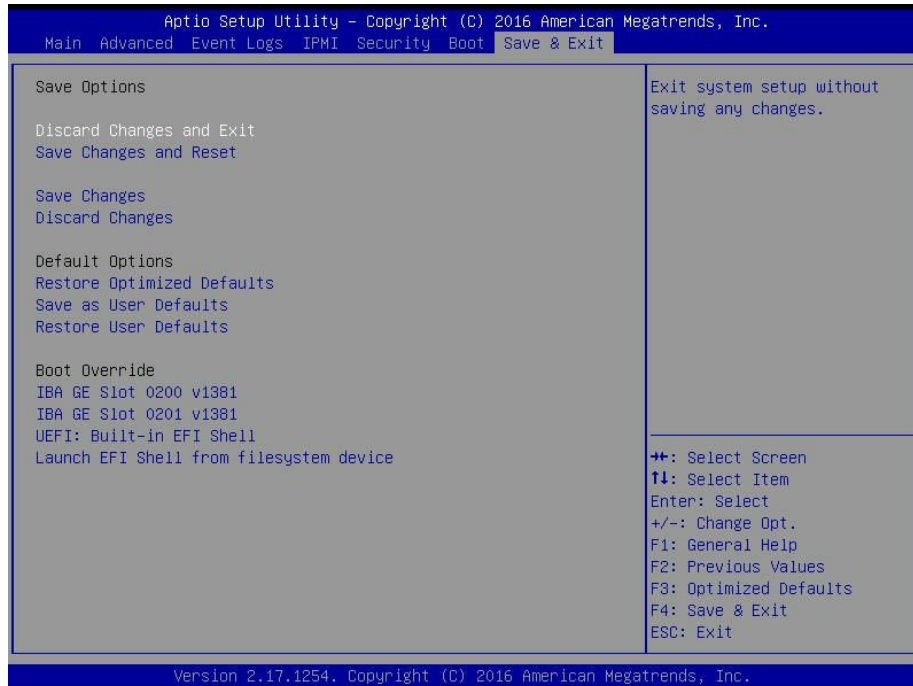 Aptio Setup Utility – Copyright (C) 2016 American Megatrends, Inc.
Main Advanced Event Logs IPMI Security Boot Save & Exit
Save Options
Discard Changes and Exit
Save Changes and Reset
Save Changes
Discard Changes
Default Options
Restore Optimized Defaults
Save as User Defaults
Restore User Defaults
Boot Override
IBA GE Slot 0200 v1381
IBA GE Slot 0201 v1381
UEFI: Built-in EFI Shell
Launch EFI Shell from filesystem device
Exit system setup without
saving any changes.
→←: Select Screen
↑↓: Select Item
Enter: Select
+/-: Change Opt.
F1: General Help
F2: Previous Values
F3: Optimized Defaults
F4: Save & Exit
ESC: Exit
Version 2.17.1254. Copyright (C) 2016 American Megatrends, Inc.